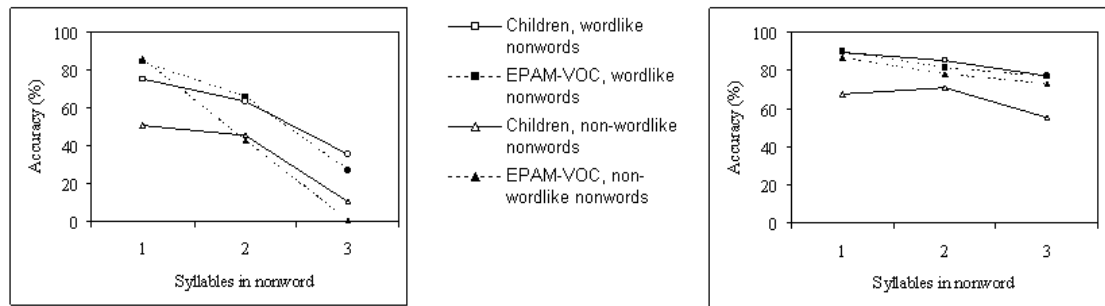 100
80
60
40
20
0
Accuracy (%)
1 2 3
Syllables in nonword
Children, wordlike
nonwords
EPAM-VOC, wordlike
nonwords
Children, non-wordlike
nonwords
EPAM-VOC, non-
wordlike nonwords
100
80
60
40
20
0
Accuracy (%)
1 2 3
Syllables in nonword